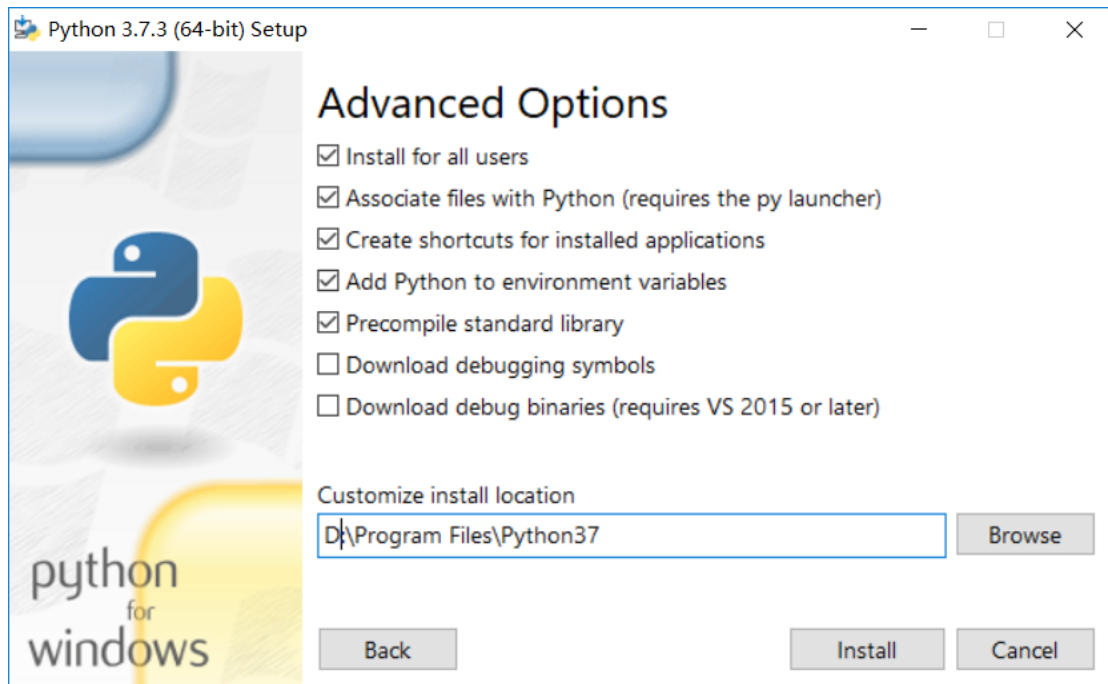 Python 3.7.3 (64-bit) Setup
Advanced Options
Install for all users
Associate files with Python (requires the py launcher)
Create shortcuts for installed applications
Add Python to environment variables
Precompile standard library
Download debugging symbols
Download debug binaries (requires VS 2015 or later)
Customize install location
D:\Program Files\Python37
Browse
python
for
windows
Back
Install
Cancel